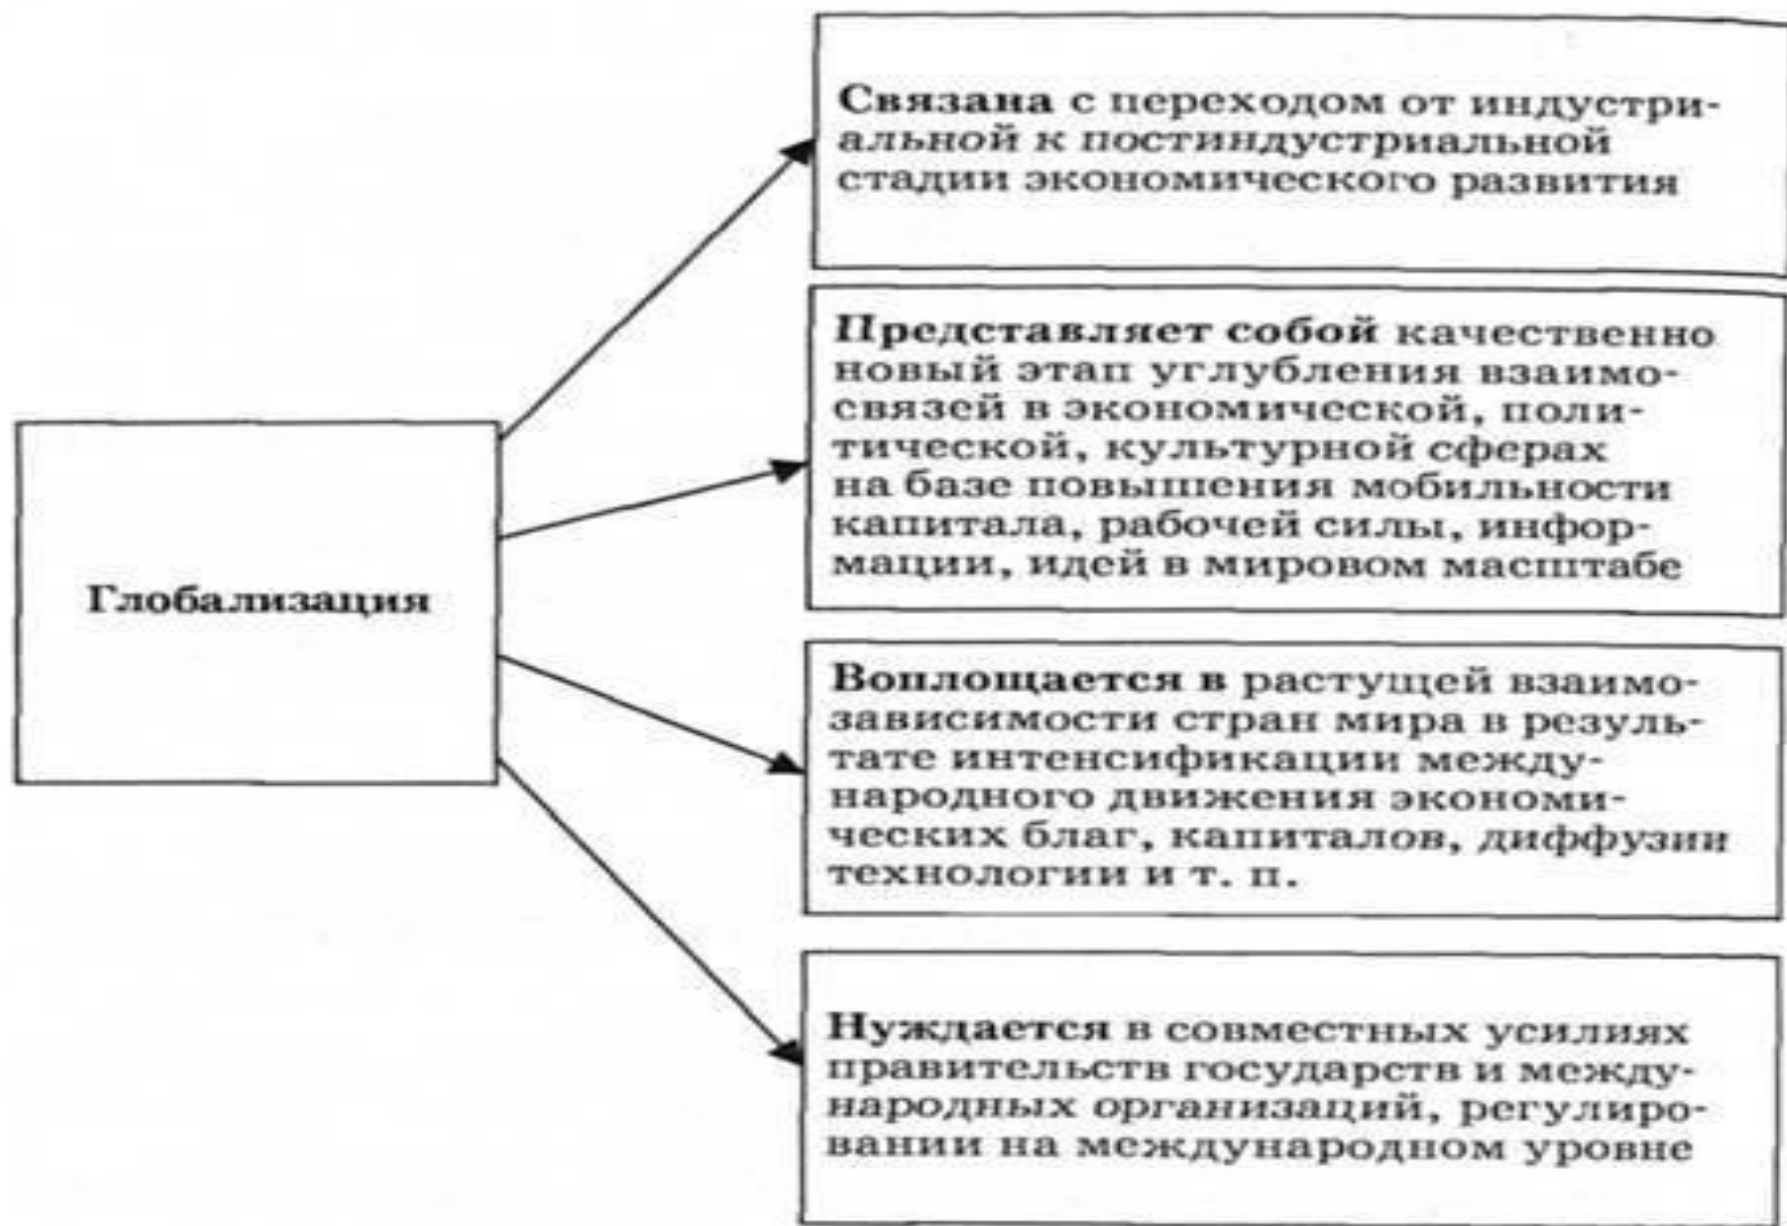 Глобализация
Связана с переходом от индустри-
альной к постиндустриальной
стадии экономического развития
Представляет собой качественно
новый этап углубления взаимо-
связей в экономической, поли-
тической, культурной сферах
на базе повышения мобильности
капитала, рабочей силы, инфор-
мации, идей в мировом масштабе
Воплощается в растущей взаимо-
зависимости стран мира в резуль-
тате интенсификации между-
народного движения экономи-
ческих благ, капиталов, диффузии
технологии и т. п.
Нуждается в совместных усилиях
правительств государств и между-
народных организаций, регулиро-
вании на международном уровне